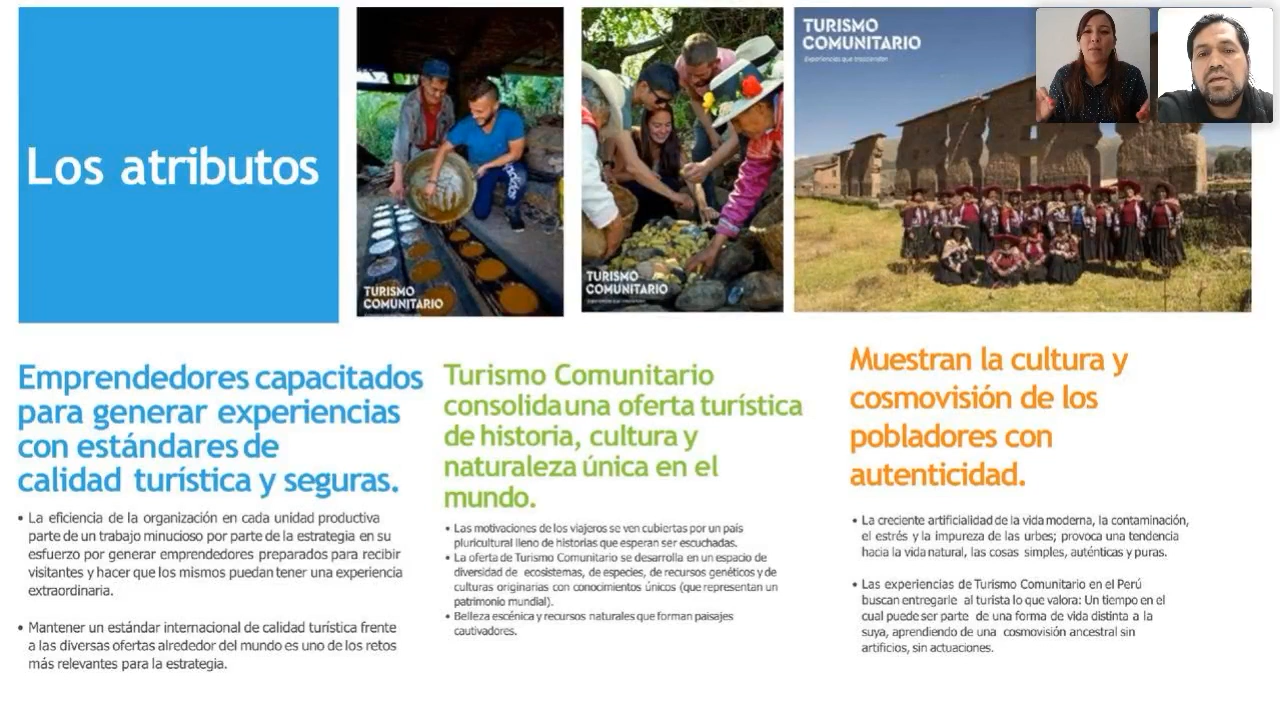 Los atributos
TURISMO
COMUNITARIO
TURISMO
COMUNITARIO
TURISMO
COMUNITARIO
Experiencias que trascienden
Emprendedores capacitados
para generar experiencias
con estándares de
calidad turística y seguras.
• La eficiencia de la organización en cada unidad productiva
parte de un trabajo minucioso por parte de la estrategia en su
esfuerzo por generar emprendedores preparados para recibir
visitantes y hacer que los mismos puedan tener una experiencia
extraordinaria.
• Mantener un estándar internacional de calidad turística frente
a las diversas ofertas alrededor del mundo es uno de los retos
más relevantes para la estrategia.
Turismo Comunitario
consolida una oferta turística
de historia, cultura y
naturaleza única en el
mundo.
• Las motivaciones de los viajeros se ven cubiertas por un país
pluricultural lleno de historias que esperan ser escuchadas.
• La oferta de Turismo Comunitario se desarrolla en un espacio de
diversidad de ecosistemas, de especies, de recursos genéticos y de
culturas originarias con conocimientos únicos (que representan un
patrimonio mundial).
• Belleza escénica y recursos naturales que forman paisajes
cautivadores.
Muestran la cultura y
cosmovisión de los
pobladores con
autenticidad.
• La creciente artificialidad de la vida moderna, la contaminación,
el estrés y la impureza de las urbes; provoca una tendencia
hacia la vida natural, las cosas simples, auténticas y puras.
• Las experiencias de Turismo Comunitario en el Perú
buscan entregarle al turista lo que valora: Un tiempo en el
cual puede ser parte de una forma de vida distinta a la
suya, aprendiendo de una cosmovisión ancestral sin
artificios, sin actuaciones.